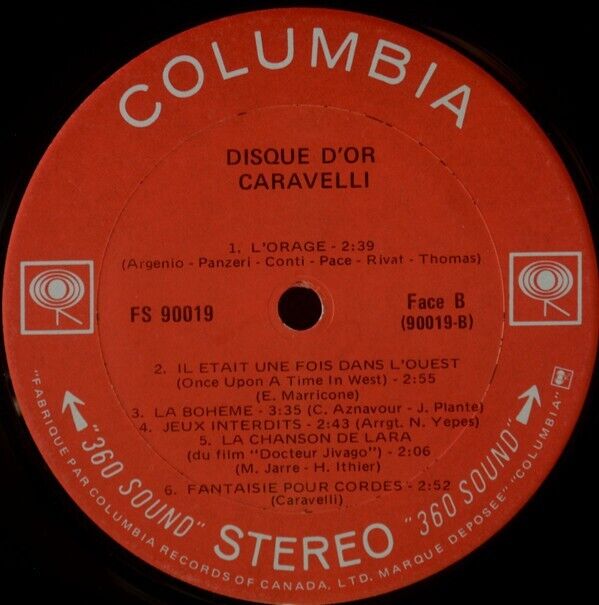 COLUMBIA
DISQUE D'OR
CARAVELLI
1. L'ORAGE - 2:39
(Argenio - Panzeri - Conti - Pace - Rivat - Thomas)
FS 90019
Face B
(90019-B)
2. IL ETAIT UNE FOIS DANS L'OUEST
(Once Upon A Time In West) - 2:55
(E. Marricone)
3. LA BOHEME - 3:35 (C. Aznavour - J. Plante)
4. JEUX INTERDITS - 2:43 (Arrgt. N. Yepes)
5. LA CHANSON DE LARA
(du film "Docteur Jivago") - 2:06
(M. Jarre - H. Ithier)
6. FANTAISIE POUR CORDES - 2:52
(Caravelli)
"360 SOUND" STEREO "360 SOUND"
"FABRIQUE PAR COLUMBIA RECORDS OF CANADA, LTD. MARQUE DEPOSEE "COLUMBIA"